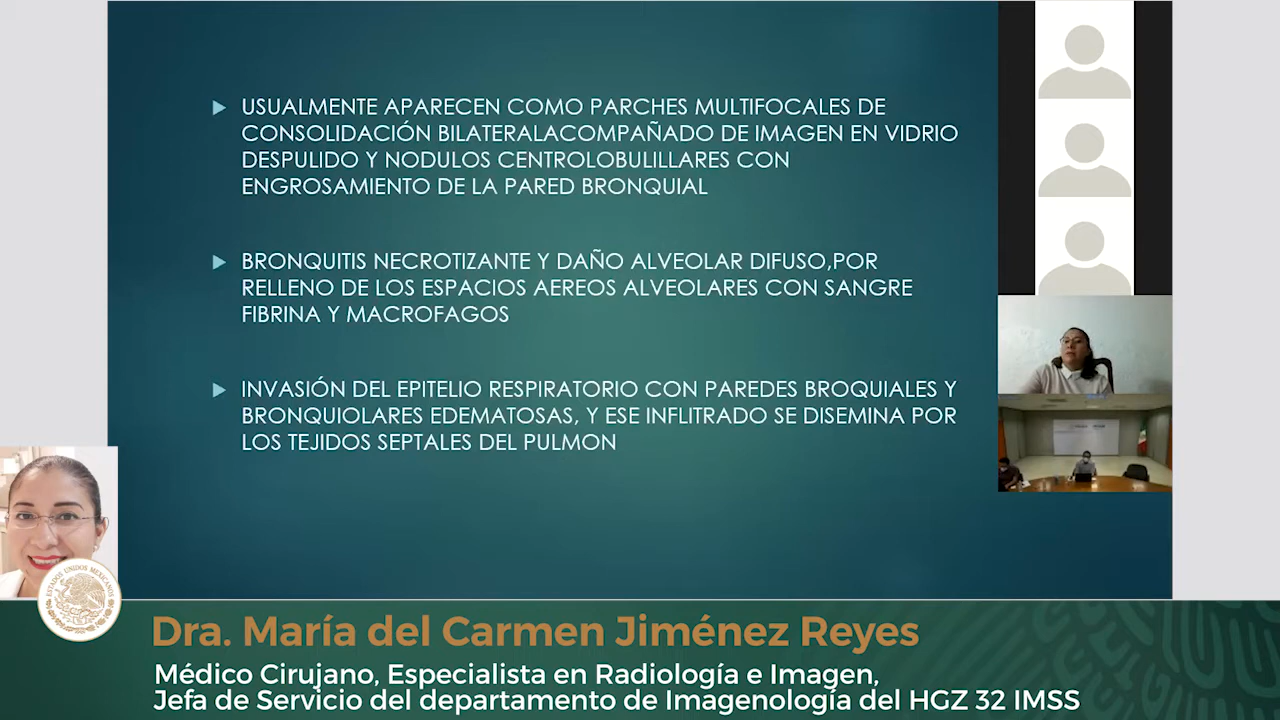 USUALMENTE APARECEN COMO PARCHES MULTIFOCALES DE
CONSOLIDACIÓN BILATERALACOMPAÑADO DE IMAGEN EN VIDRIO
DESPULIDO Y NODULOS CENTROLOBULILLARES CON
ENGROSAMIENTO DE LA PARED BRONQUIAL
BRONQUITIS NECROTIZANTE Y DAÑO ALVEOLAR DIFUSO,POR
RELLENO DE LOS ESPACIOS AEREOS ALVEOLARES CON SANGRE
FIBRINA Y MACROFAGOS
INVASIÓN DEL EPITELIO RESPIRATORIO CON PAREDES BROQUIALES Y
BRONQUIOLARES EDEMATOSAS, Y ESE INFLITRADO SE DISEMINA POR
LOS TEJIDOS SEPTALES DEL PULMON
ESTADOS UNIDOS MEXICANOS
Dra. María del Carmen Jiménez Reyes
Médico Cirujano, Especialista en Radiología e Imagen,
Jefa de Servicio del departamento de Imagenología del HGZ 32 IMSS